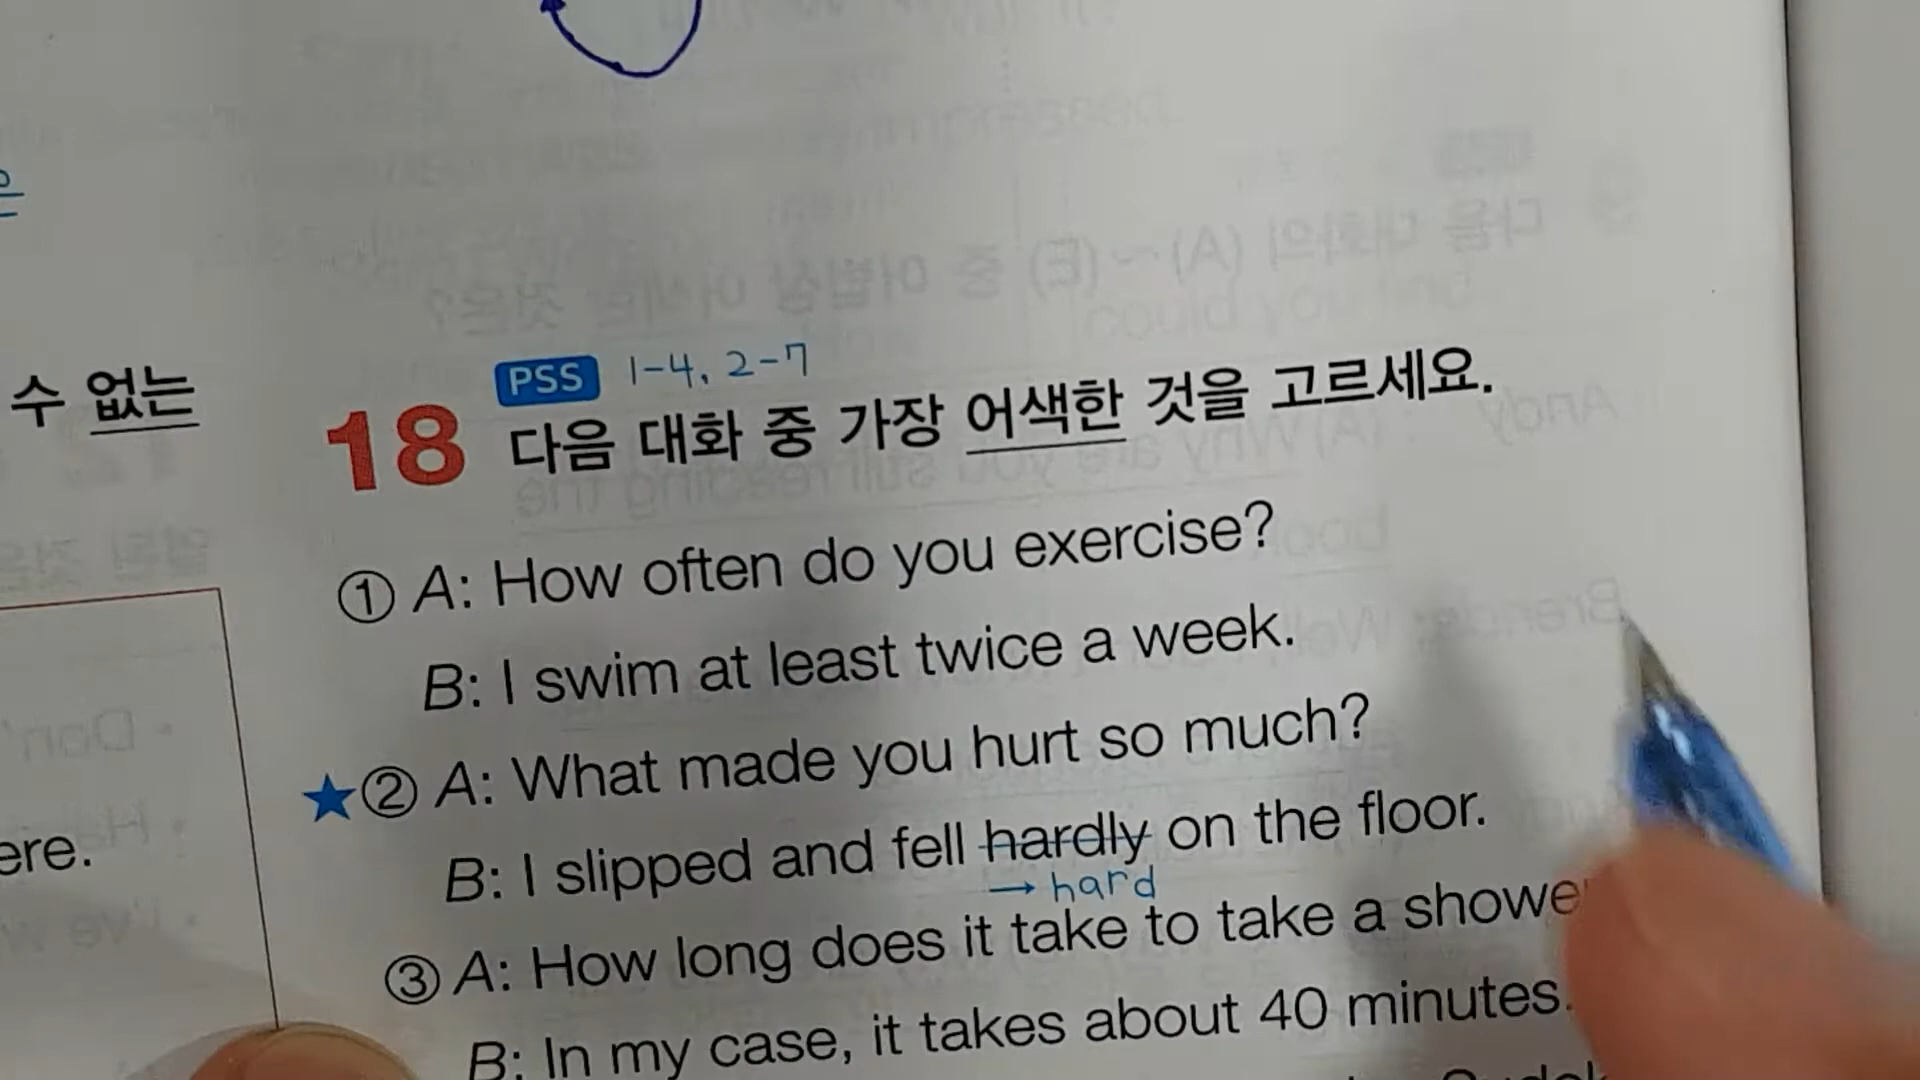 수 없는
ere.
PSS 1-4, 2-7
18 다음 대화 중 가장 어색한 것을 고르세요.
① A: How often do you exercise?
B: I swim at least twice a week.
★② A: What made you hurt so much?
B: I slipped and fell hardly on the floor.
→ hard
③ A: How long does it take to take a showe
B: In my case, it takes about 40 minutes.